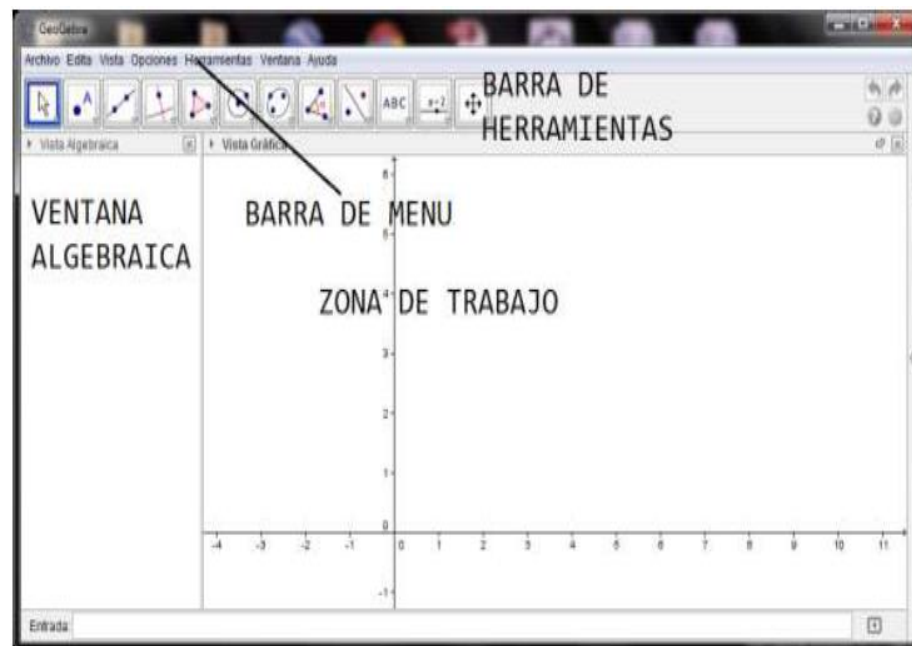 GeoGebra
Archivo Edita Vista Opciones Herramientas Ventana Ayuda
A
ABC
a=2
BARRA DE
HERRAMIENTAS
Vista Algebraica
Vista Gráfica
VENTANA
ALGEBRAICA
BARRA DE MENU
ZONA DE TRABAJO
6
5
4
3
2
1
0
-4 -3 -2 -1 0 1 2 3 4 5 6 7 8 9 10 11
-1
Entrada